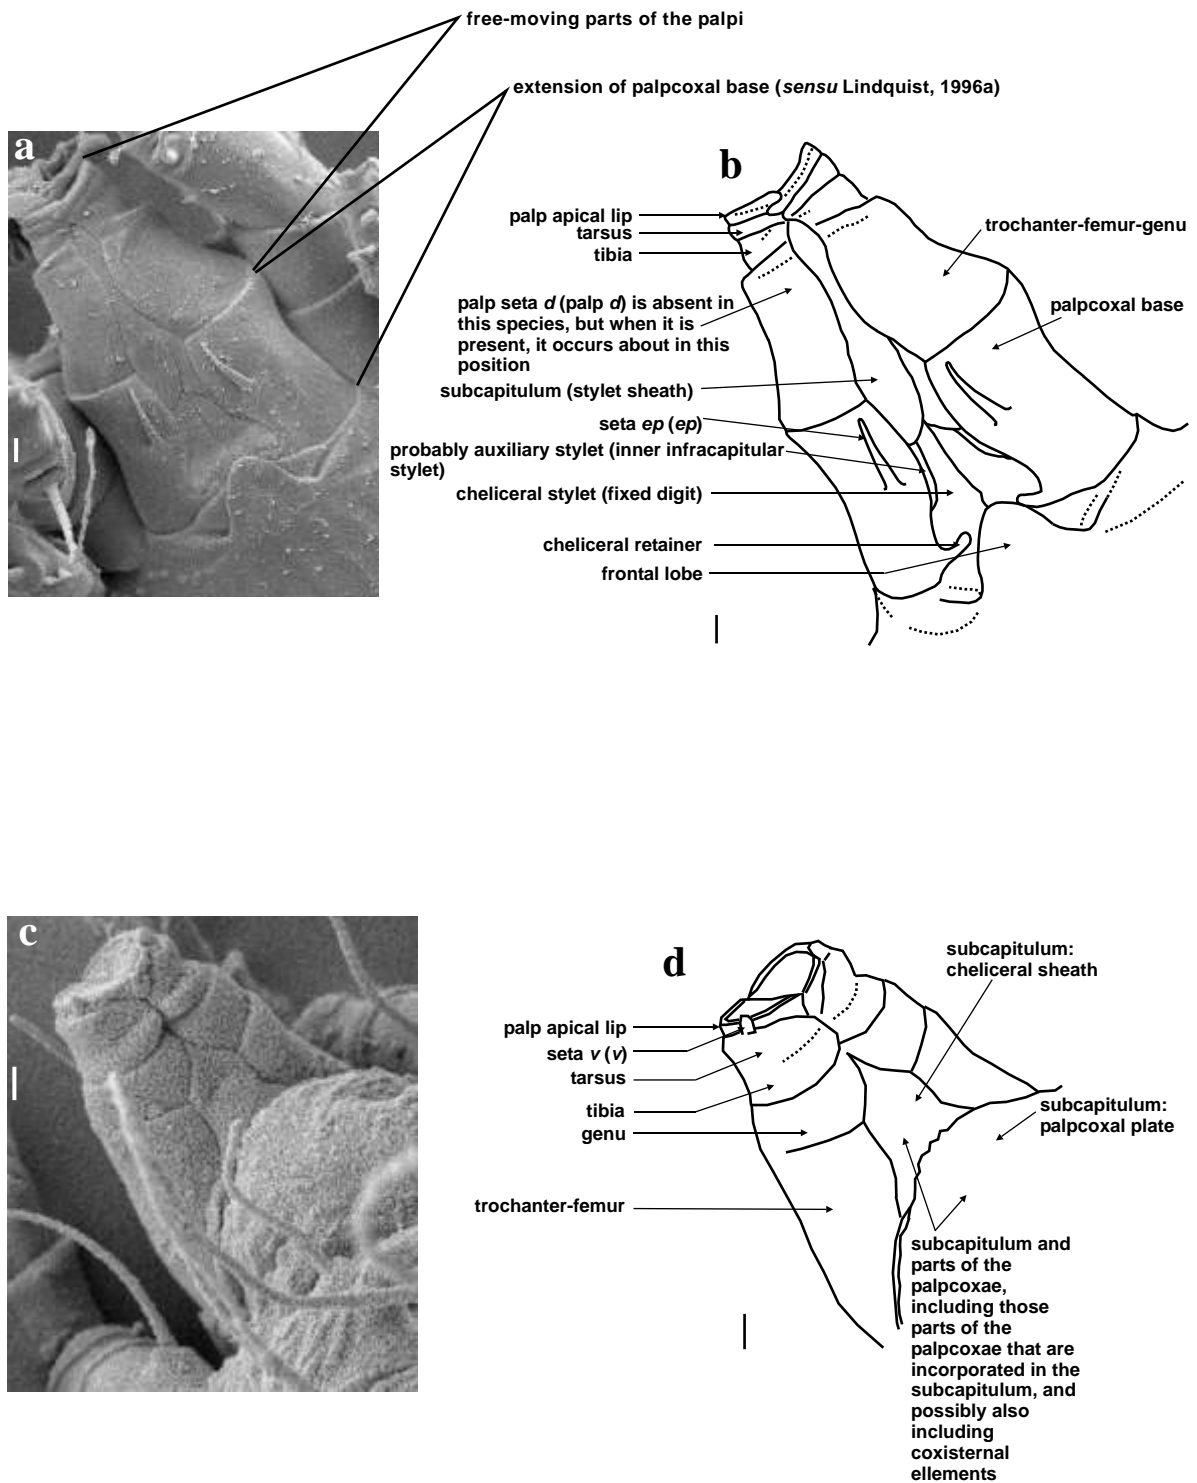 free-moving parts of the palpi
extension of palpcoxal base (sensu Lindquist, 1996a)
a
b
palp apical lip
tarsus
tibia
trochanter-femur-genu
palp seta d (palp d) is absent in
this species, but when it is
present, it occurs about in this
position
palpcoxal base
subcapitulum (stylet sheath)
seta ep (ep)
probably auxiliary stylet (inner infracapitular
stylet)
cheliceral stylet (fixed digit)
cheliceral retainer
frontal lobe
c
d
subcapitulum:
cheliceral sheath
palp apical lip
seta v (v)
tarsus
tibia
genu
subcapitulum:
palpcoxal plate
trochanter-femur
subcapitulum and
parts of the
palpcoxae,
including those
parts of the
palpcoxae that are
incorporated in the
subcapitulum, and
possibly also
including
coxisternal
ellements